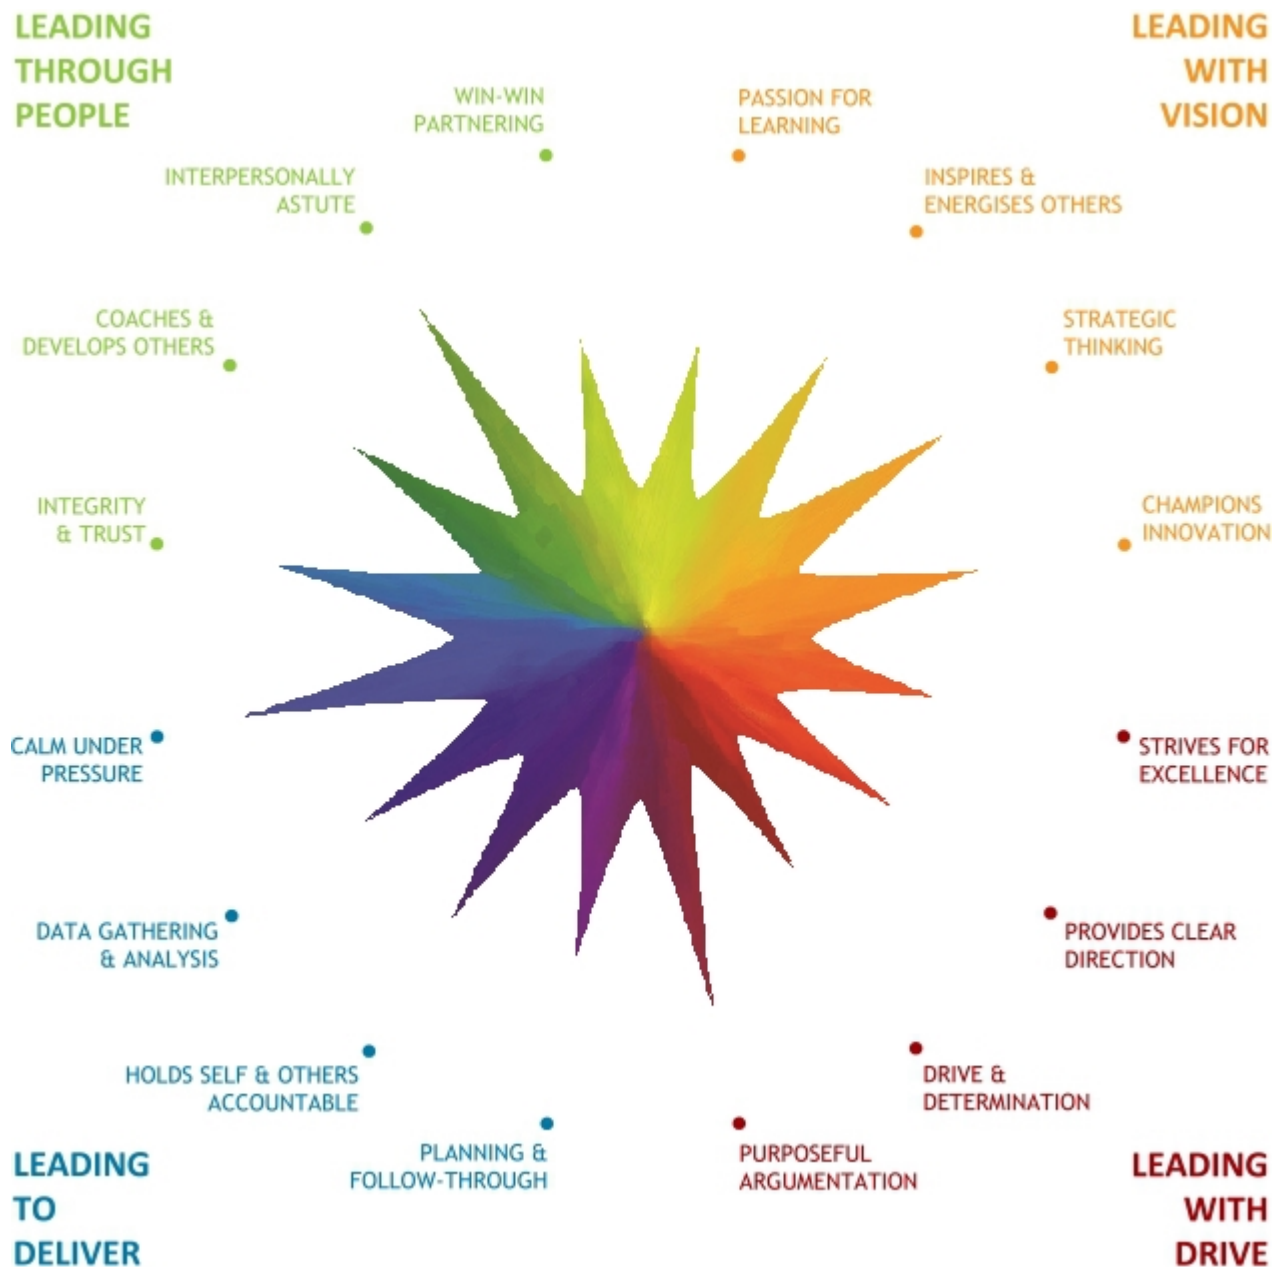 LEADING
THROUGH
PEOPLE
LEADING
WITH
VISION
WIN-WIN
PARTNERING
PASSION FOR
LEARNING
INTERPERSONALLY
ASTUTE
INSPIRES &
ENERGISES OTHERS
COACHES &
DEVELOPS OTHERS
STRATEGIC
THINKING
INTEGRITY
& TRUST
CHAMPIONS
INNOVATION
CALM UNDER
PRESSURE
STRIVES FOR
EXCELLENCE
DATA GATHERING
& ANALYSIS
PROVIDES CLEAR
DIRECTION
HOLDS SELF & OTHERS
ACCOUNTABLE
DRIVE &
DETERMINATION
PLANNING &
FOLLOW-THROUGH
PURPOSEFUL
ARGUMENTATION
LEADING
TO
DELIVER
LEADING
WITH
DRIVE